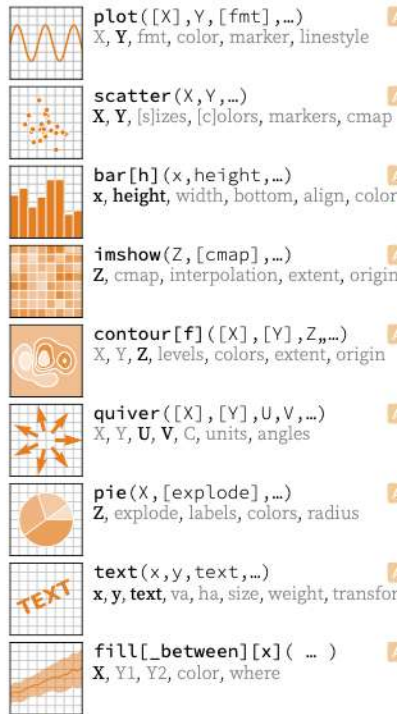 plot([X],Y,[fmt],…)
X, Y, fmt, color, marker, linestyle
scatter(X,Y,…)
X, Y, [s]izes, [c]olors, markers, cmap
bar[h](x,height,…)
x, height, width, bottom, align, color
imshow(Z,[cmap],…)
Z, cmap, interpolation, extent, origin
contour[f]([X],[Y],Z,,…)
X, Y, Z, levels, colors, extent, origin
quiver([X],[Y],U,V,…)
X, Y, U, V, C, units, angles
pie(X,[explode],…)
Z, explode, labels, colors, radius
TEXT
text(x,y,text,…)
x, y, text, va, ha, size, weight, transfor
fill[_between][x]( … )
X, Y1, Y2, color, where